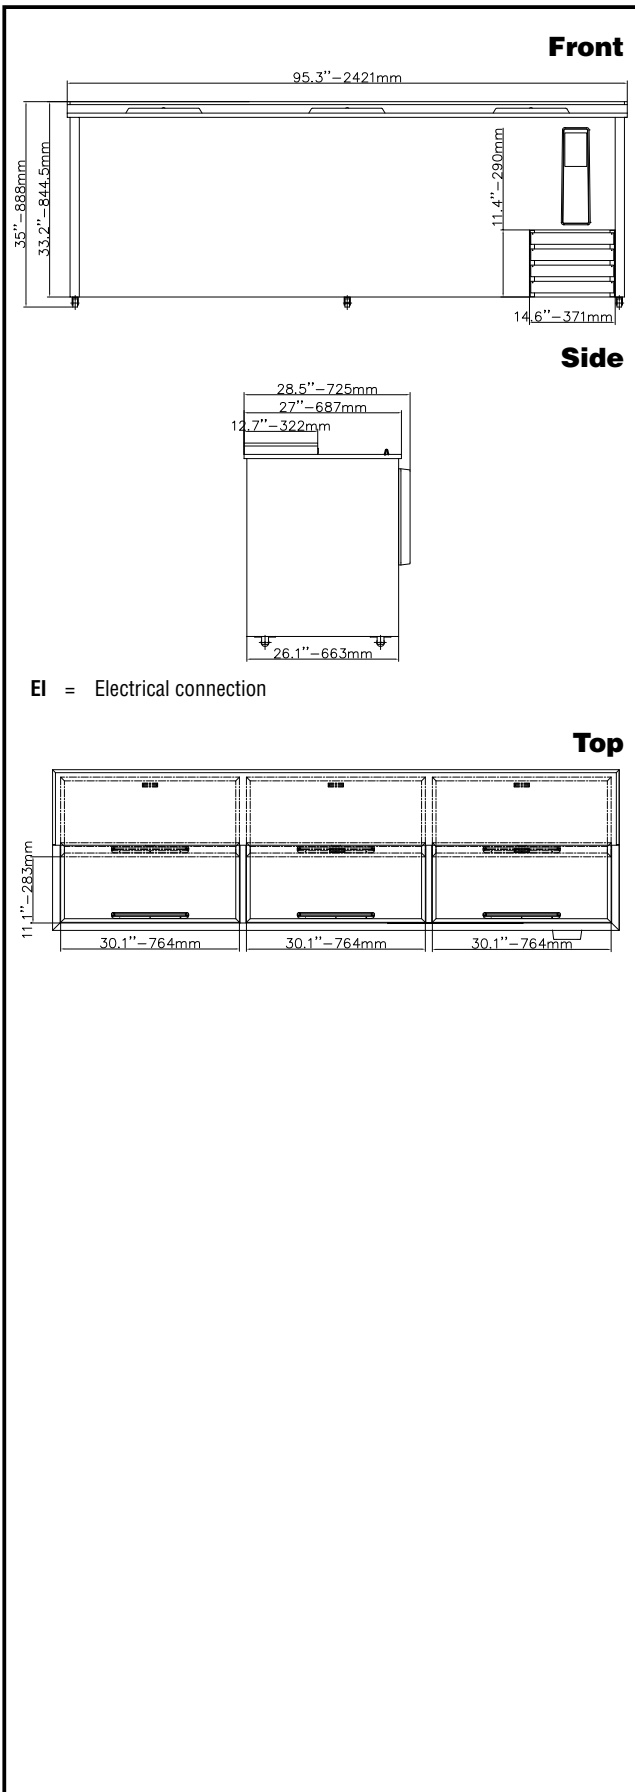 Front
95.3’’−2421mm
35’’−888mm
33.2’’−844.5mm
11.4’’−290mm
14.6’’−371mm
Side
28.5’’−725mm
27’’−687mm
12.7’’−322mm
26.1’’−663mm
EI = Electrical connection
Top
11.1’’−283mm
30.1’’−764mm 30.1’’−764mm 30.1’’−764mm